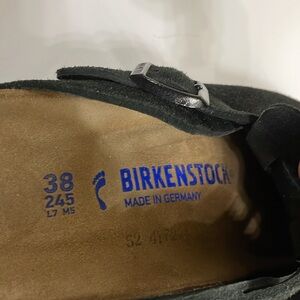 38
245
L7 M5
BIRKENSTOCK
MADE IN GERMANY